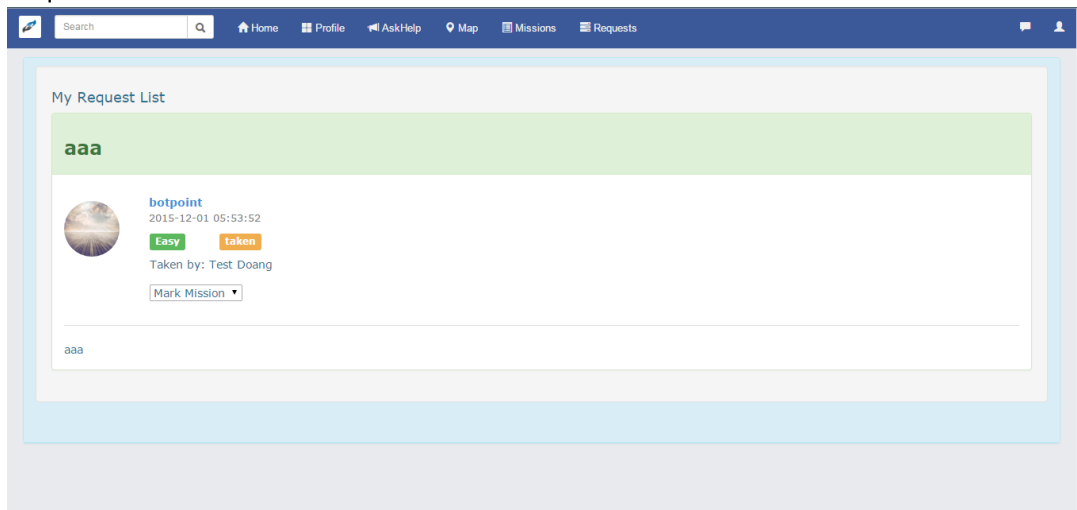 Search Home Profile AskHelp Map Missions Requests
My Request List
aaa
botpoint
2015-12-01 05:53:52
Easy taken
Taken by: Test Doang
Mark Mission
aaa